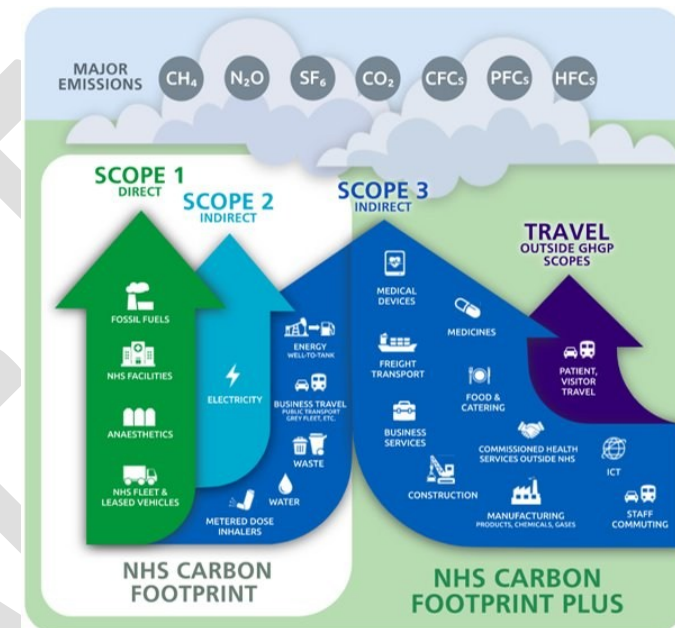 MAJOR
EMISSIONS
CH₄
N₂O
SF₆
CO₂
CFCs
PFCs
HFCs
SCOPE 1
DIRECT
SCOPE 2
INDIRECT
SCOPE 3
INDIRECT
TRAVEL
OUTSIDE GHGP
SCOPES
FOSSIL FUELS
NHS FACILITIES
ANAESTHETICS
NHS FLEET &
LEASED VEHICLES
ELECTRICITY
ENERGY
WELL-TO-TANK
BUSINESS TRAVEL
PUBLIC TRANSPORT
GREY FLEET, ETC.
WASTE
WATER
METERED DOSE
INHALERS
MEDICAL
DEVICES
MEDICINES
FREIGHT
TRANSPORT
FOOD &
CATERING
BUSINESS
SERVICES
COMMISSIONED HEALTH
SERVICES OUTSIDE NHS
CONSTRUCTION
MANUFACTURING
PRODUCTS, CHEMICALS, GASES
ICT
STAFF
COMMUTING
PATIENT,
VISITOR
TRAVEL
NHS CARBON
FOOTPRINT
NHS CARBON
FOOTPRINT PLUS